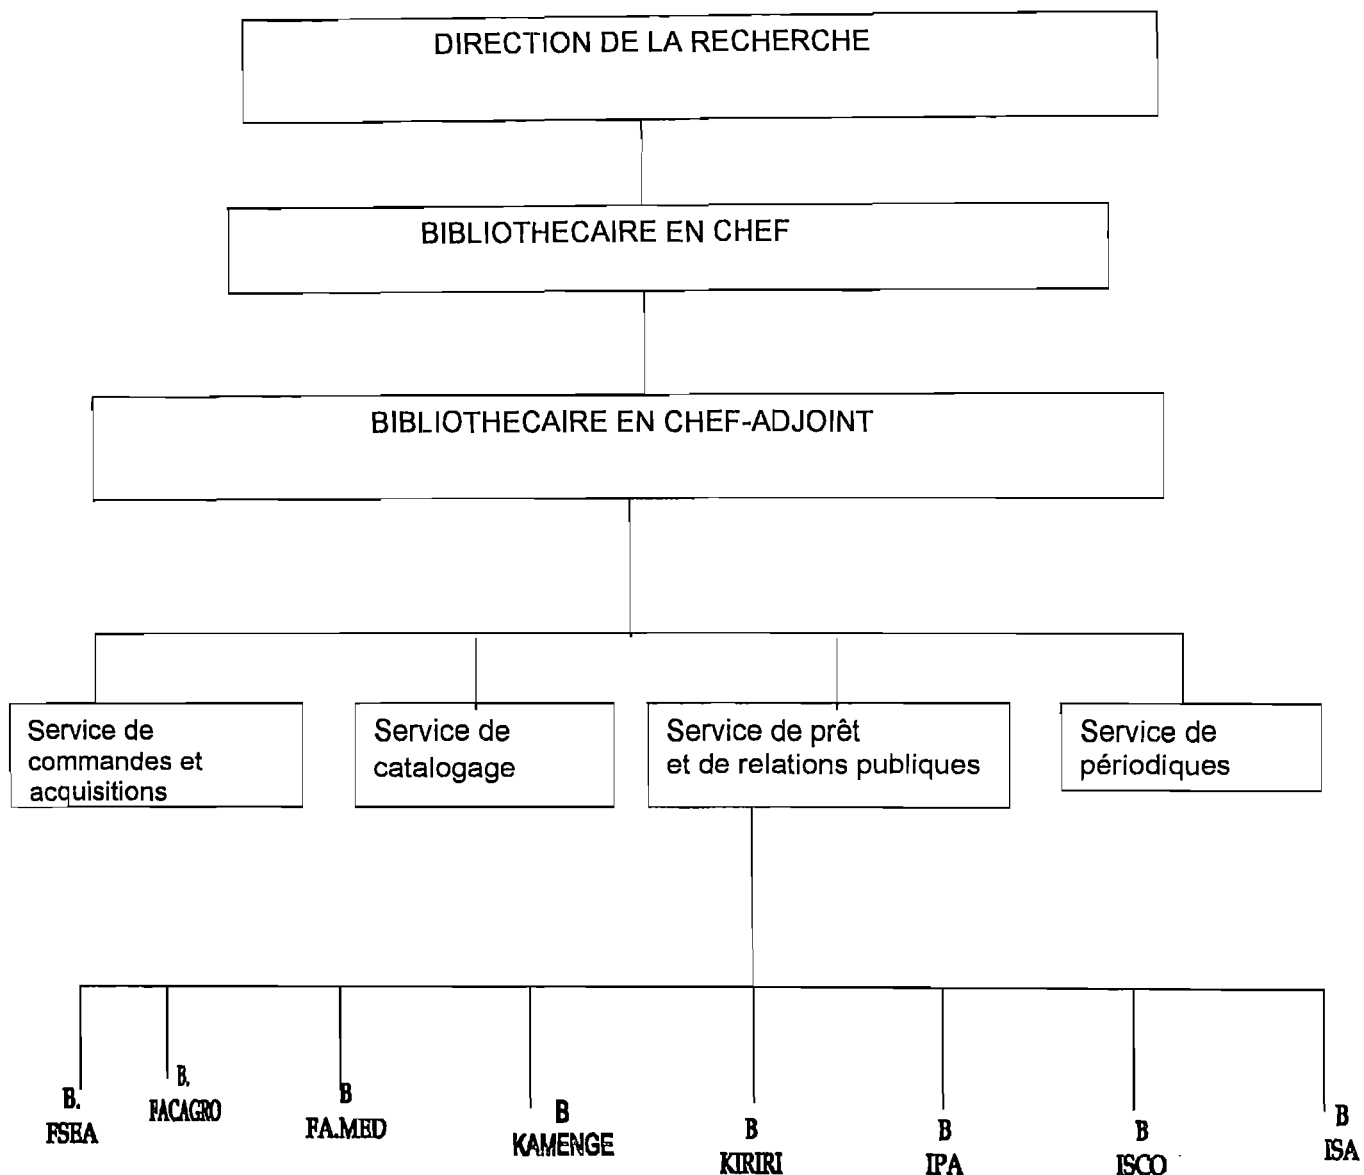 DIRECTION DE LA RECHERCHE
BIBLIOTHECAIRE EN CHEF
BIBLIOTHECAIRE EN CHEF-ADJOINT
Service de
commandes et
acquisitions
Service de
catalogage
Service de prêt
et de relations publiques
Service de
périodiques
B.
FSEA
B.
FACAGRO
B
FA.MED
B
KAMENGE
B
KIRIRI
B
IPA
B
ISCO
B
ISA